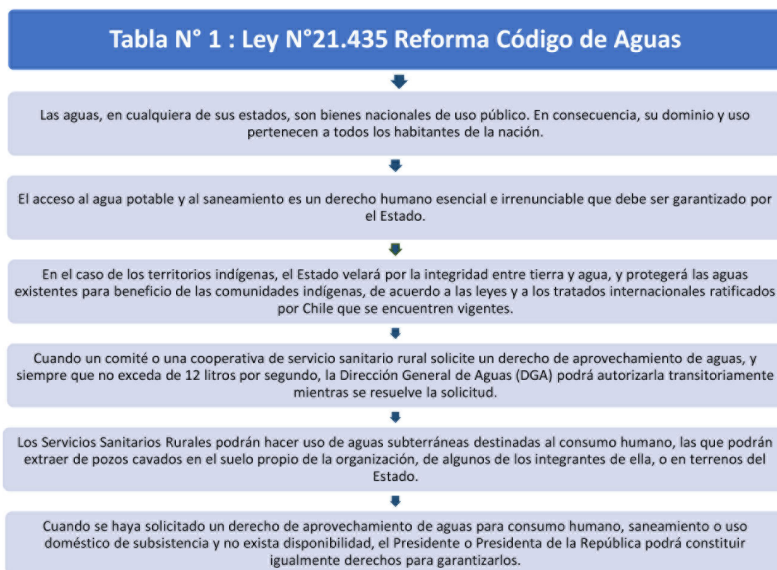 Tabla N° 1 : Ley N°21.435 Reforma Código de Aguas
Las aguas, en cualquiera de sus estados, son bienes nacionales de uso público. En consecuencia, su dominio y uso
pertenecen a todos los habitantes de la nación.
El acceso al agua potable y al saneamiento es un derecho humano esencial e irrenunciable que debe ser garantizado por
el Estado.
En el caso de los territorios indígenas, el Estado velará por la integridad entre tierra y agua, y protegerá las aguas
existentes para beneficio de las comunidades indígenas, de acuerdo a las leyes y a los tratados internacionales ratificados
por Chile que se encuentren vigentes.
Cuando un comité o una cooperativa de servicio sanitario rural solicite un derecho de aprovechamiento de aguas, y
siempre que no exceda de 12 litros por segundo, la Dirección General de Aguas (DGA) podrá autorizarla transitoriamente
mientras se resuelve la solicitud.
Los Servicios Sanitarios Rurales podrán hacer uso de aguas subterráneas destinadas al consumo humano, las que podrán
extraer de pozos cavados en el suelo propio de la organización, de algunos de los integrantes de ella, o en terrenos del
Estado.
Cuando se haya solicitado un derecho de aprovechamiento de aguas para consumo humano, saneamiento o uso
doméstico de subsistencia y no exista disponibilidad, el Presidente o Presidenta de la República podrá constituir
igualmente derechos para garantizarlos.